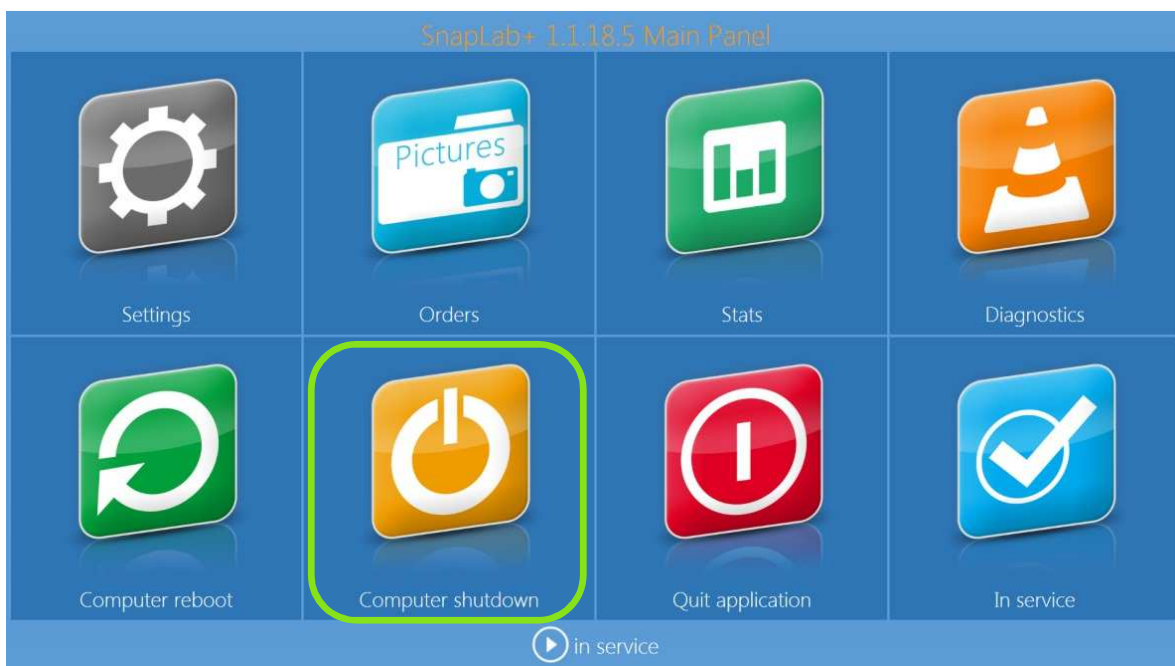 SnapLab+ 1.1.18.5 Main Panel
Pictures
Settings
Orders
Stats
Diagnostics
Computer reboot
Computer shutdown
Quit application
In service
in service